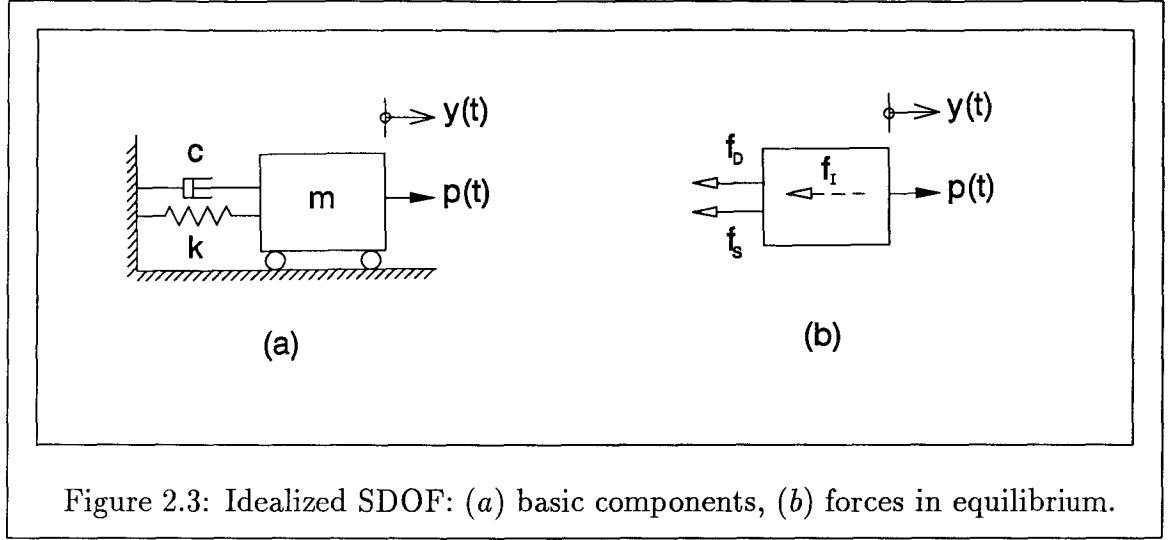 y(t)
c
m
p(t)
k
(a)
y(t)
f_D
f_I
p(t)
f_S
(b)
Figure 2.3: Idealized SDOF: (a) basic components, (b) forces in equilibrium.